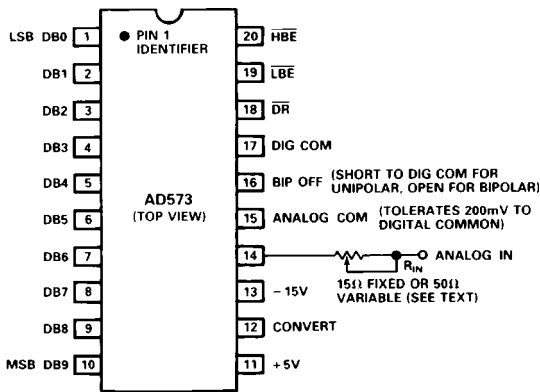 LSB DB0 1 ● PIN 1 IDENTIFIER 20 HBE
DB1 2 19 LBE
DB2 3 18 DR
DB3 4 17 DIG COM
DB4 5 16 BIP OFF (SHORT TO DIG COM FOR UNIPOLAR, OPEN FOR BIPOLAR)
AD573
(TOP VIEW)
DB5 6 15 ANALOG COM (TOLERATES 200mV TO DIGITAL COMMON)
DB6 7 14 RIN ANALOG IN
15Ω FIXED OR 50Ω
VARIABLE (SEE TEXT)
DB7 8 13 −15V
DB8 9 12 CONVERT
MSB DB9 10 11 +5V